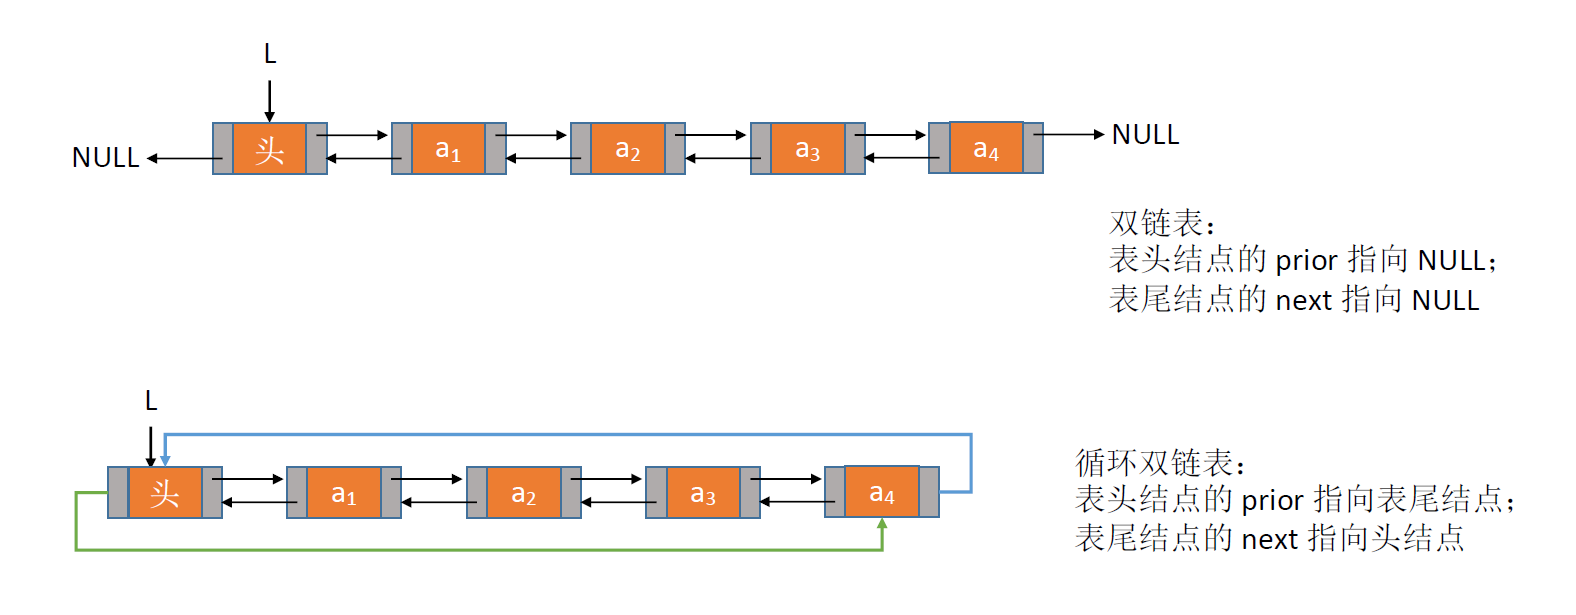 L
NULL 头 a₁ a₂ a₃ a₄ NULL
双链表：
表头结点的 prior 指向 NULL；
表尾结点的 next 指向 NULL
L
头 a₁ a₂ a₃ a₄
循环双链表：
表头结点的 prior 指向表尾结点；
表尾结点的 next 指向头结点